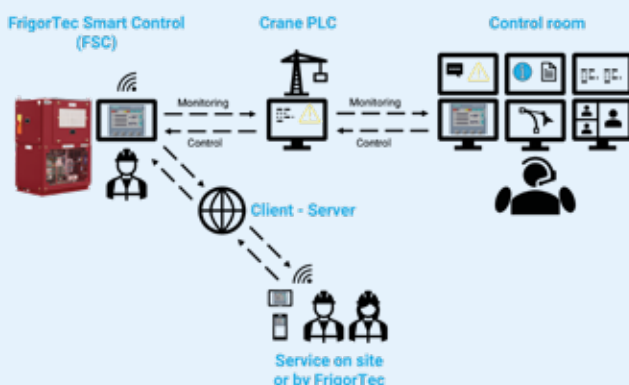 FrigorTec Smart Control
(FSC)
Crane PLC
Control room
Monitoring
Control
Monitoring
Control
Client - Server
Service on site
or by FrigorTec